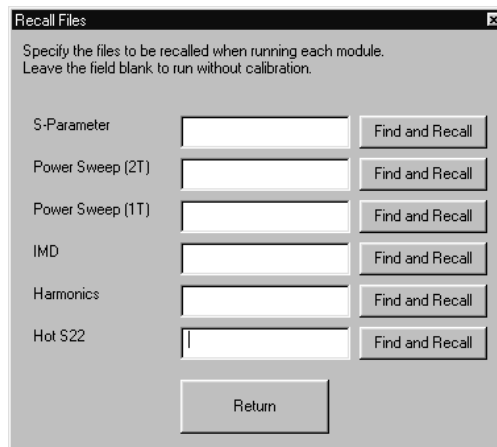 Recall Files
Specify the files to be recalled when running each module.
Leave the field blank to run without calibration.
S-Parameter
Find and Recall
Power Sweep (2T)
Find and Recall
Power Sweep (1T)
Find and Recall
IMD
Find and Recall
Harmonics
Find and Recall
Hot S22
Find and Recall
Return